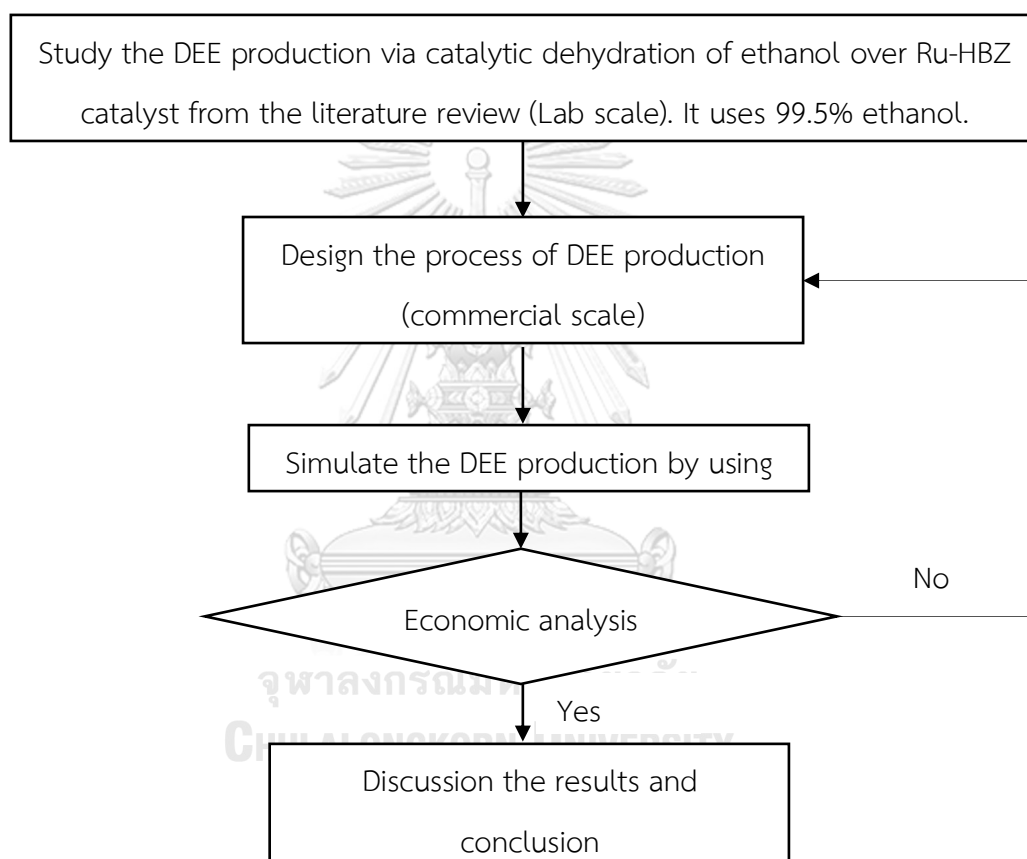 Study the DEE production via catalytic dehydration of ethanol over Ru-HBZ
catalyst from the literature review (Lab scale). It uses 99.5% ethanol.
Design the process of DEE production
(commercial scale)
Simulate the DEE production by using
Economic analysis
No
Yes
Discussion the results and
conclusion